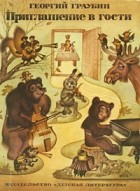 ГЕОРГИЙ ГРАУБИН
Приглашение в гости
ИЗДАТЕЛЬСТВО «ДЕТСКАЯ ЛИТЕРАТУРА»